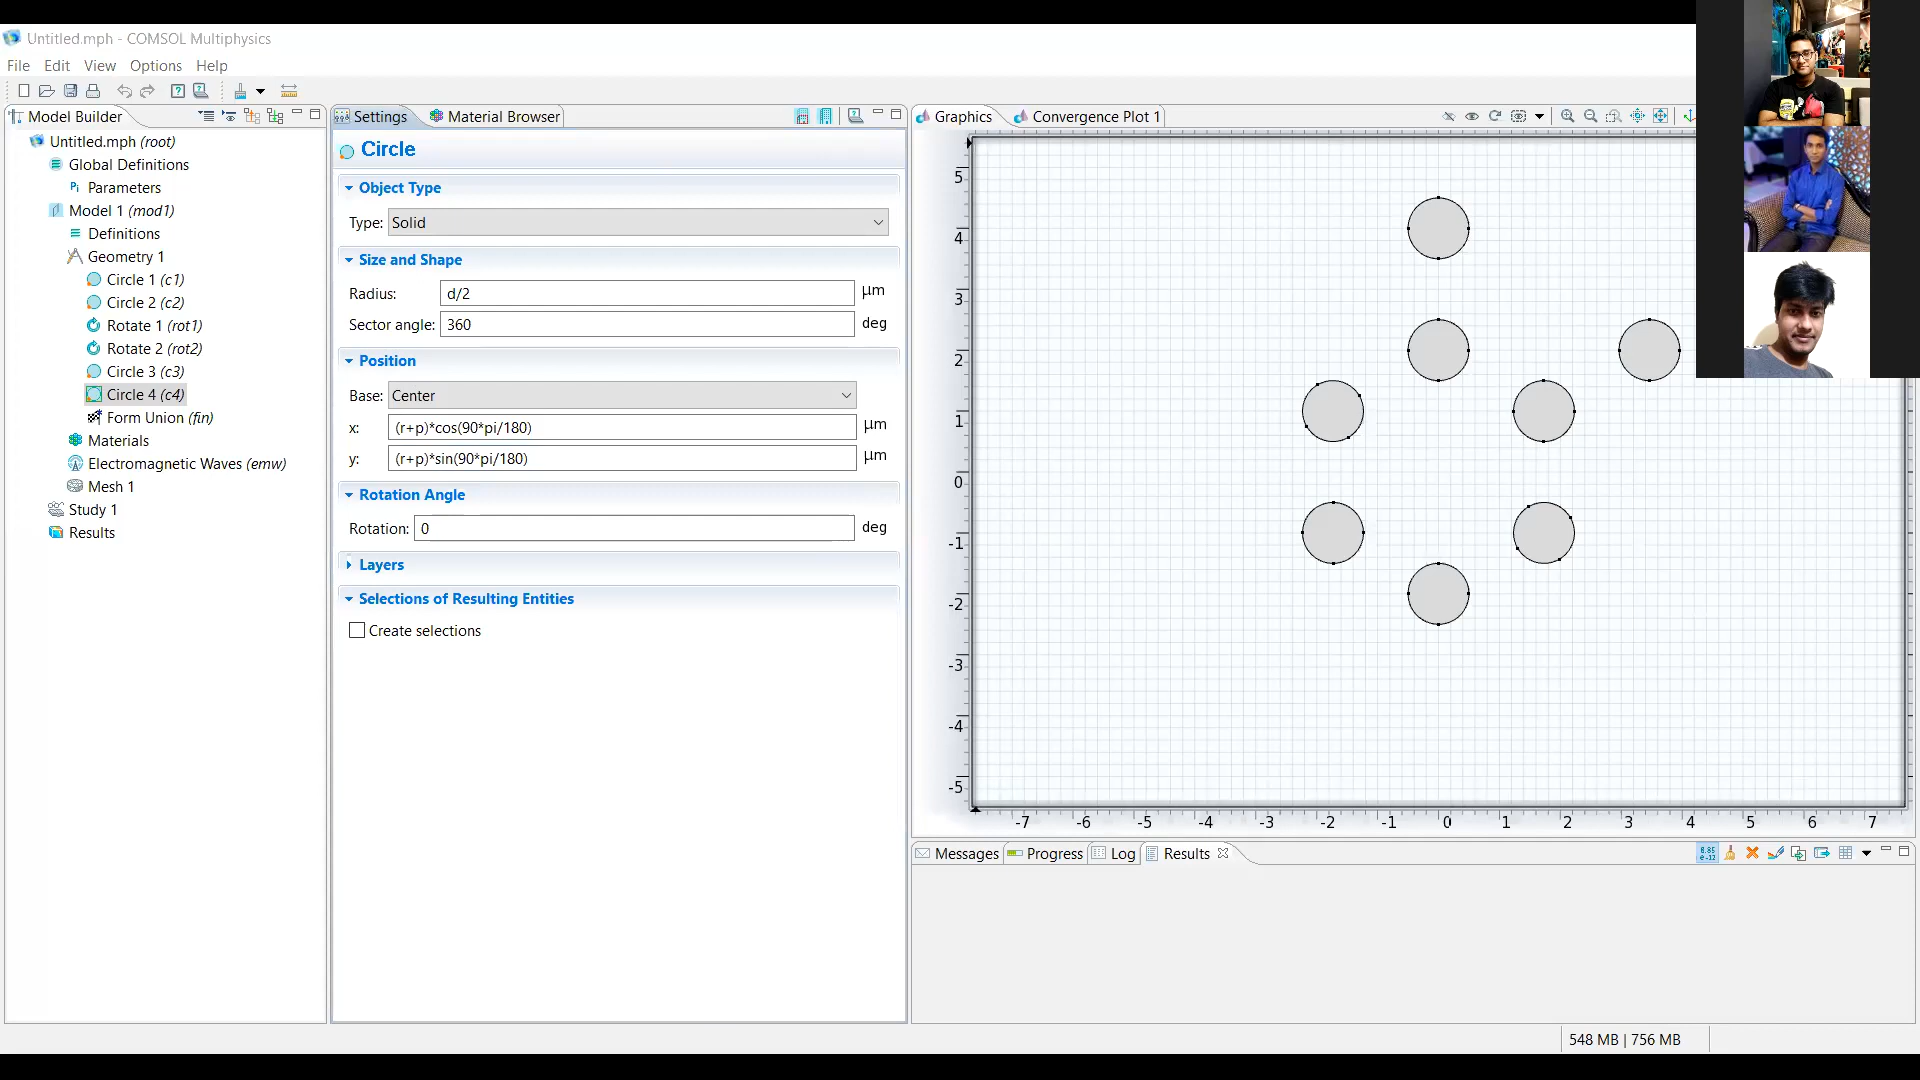 Untitled.mph - COMSOL Multiphysics
File Edit View Options Help
Model Builder
Untitled.mph (root)
Global Definitions
Pi Parameters
Model 1 (mod1)
Definitions
Geometry 1
Circle 1 (c1)
Circle 2 (c2)
Rotate 1 (rot1)
Rotate 2 (rot2)
Circle 3 (c3)
Circle 4 (c4)
Form Union (fin)
Materials
Electromagnetic Waves (emw)
Mesh 1
Study 1
Results
Settings Material Browser
Circle
Object Type
Type: Solid
Size and Shape
Radius: d/2 µm
Sector angle: 360 deg
Position
Base: Center
x: (r+p)*cos(90*pi/180) µm
y: (r+p)*sin(90*pi/180) µm
Rotation Angle
Rotation: 0 deg
Layers
Selections of Resulting Entities
Create selections
Graphics Convergence Plot 1
5
4
3
2
1
0
-1
-2
-3
-4
-5
-7 -6 -5 -4 -3 -2 -1 0 1 2 3 4 5 6 7
Messages Progress Log Results
8.85
e-12
548 MB | 756 MB